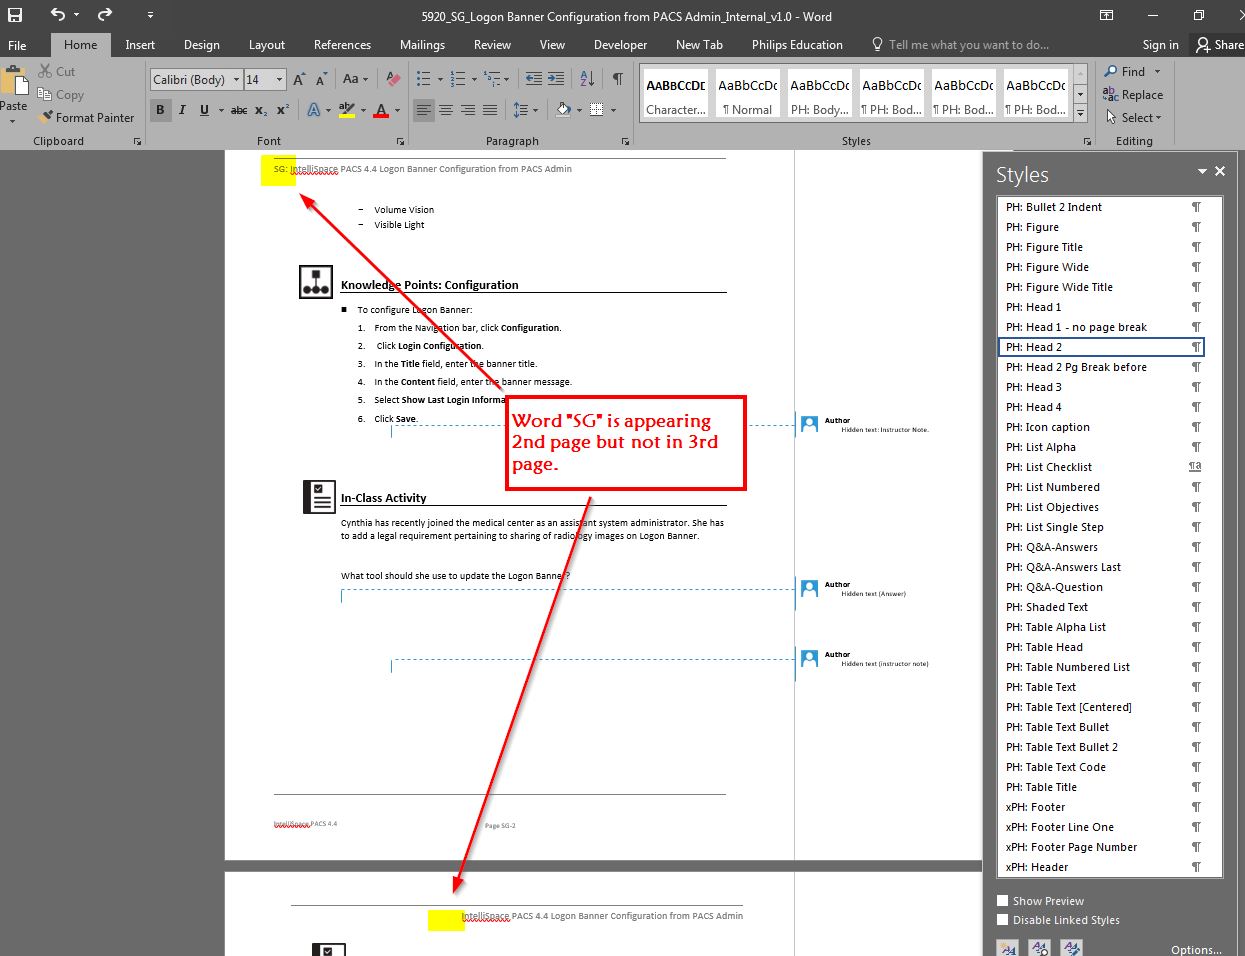 5920_SG_Logon Banner Configuration from PACS Admin_Internal_v1.0 - Word
File Home Insert Design Layout References Mailings Review View Developer New Tab Philips Education Tell me what you want to do... Sign in Share
Cut
Copy
Paste
Format Painter
Clipboard
Calibri (Body) 14
Font
Paragraph
AABBCCDI AaBbCcDc AaBbCcDc AaBbCcDc AaBbCcDc AaBbCcDc
Character... ¶ Normal PH: Body... ¶ PH: Bod... ¶ PH: Bod... ¶ PH: Bod...
Styles
Find
Replace
Select
Editing
SG: IntelliSpace PACS 4.4 Logon Banner Configuration from PACS Admin
– Volume Vision
– Visible Light
Knowledge Points: Configuration
■ To configure Logon Banner:
1. From the Navigation bar, click Configuration.
2. Click Login Configuration.
3. In the Title field, enter the banner title.
4. In the Content field, enter the banner message.
5. Select Show Last Login Informa
6. Click Save.
Word "SG" is appearing
2nd page but not in 3rd
page.
Author
Hidden text: Instructor Note.
In-Class Activity
Cynthia has recently joined the medical center as an assistant system administrator. She has
to add a legal requirement pertaining to sharing of radiology images on Logon Banner.
What tool should she use to update the Logon Banner?
Author
Hidden text (Answer)
Author
Hidden text (instructor note)
IntelliSpace PACS 4.4
Page SG-2
IntelliSpace PACS 4.4 Logon Banner Configuration from PACS Admin
Styles
PH: Bullet 2 Indent
PH: Figure
PH: Figure Title
PH: Figure Wide
PH: Figure Wide Title
PH: Head 1
PH: Head 1 - no page break
PH: Head 2
PH: Head 2 Pg Break before
PH: Head 3
PH: Head 4
PH: Icon caption
PH: List Alpha
PH: List Checklist
PH: List Numbered
PH: List Objectives
PH: List Single Step
PH: Q&A-Answers
PH: Q&A-Answers Last
PH: Q&A-Question
PH: Shaded Text
PH: Table Alpha List
PH: Table Head
PH: Table Numbered List
PH: Table Text
PH: Table Text [Centered]
PH: Table Text Bullet
PH: Table Text Bullet 2
PH: Table Text Code
PH: Table Title
xPH: Footer
xPH: Footer Line One
xPH: Footer Page Number
xPH: Header
Show Preview
Disable Linked Styles
Options...